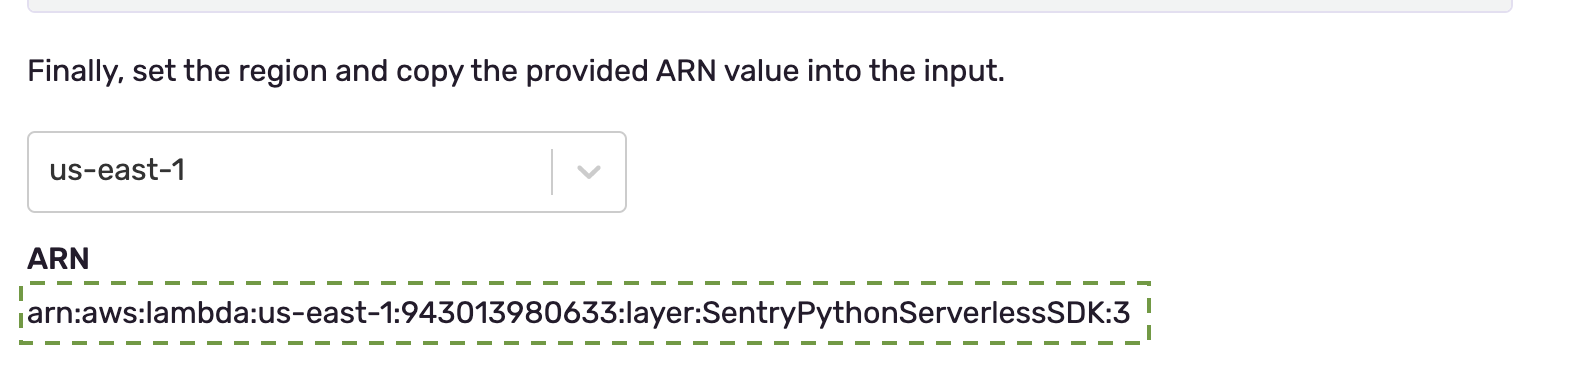 Finally, set the region and copy the provided ARN value into the input.
us-east-1
ARN
arn:aws:lambda:us-east-1:943013980633:layer:SentryPythonServerlessSDK:3